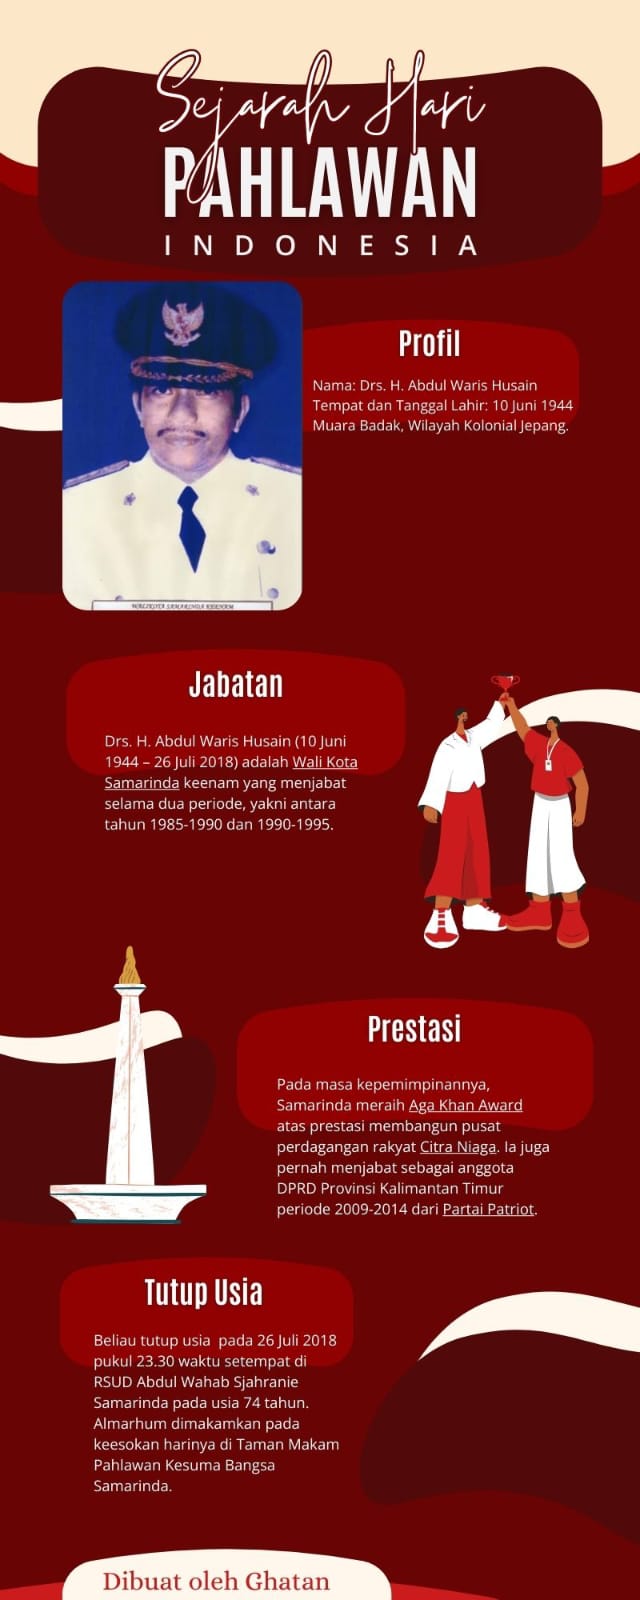 Sejarah Hari
PAHLAWAN
INDONESIA
WALIKOTA SAMARINDA KEENAM
Profil
Nama: Drs. H. Abdul Waris Husain
Tempat dan Tanggal Lahir: 10 Juni 1944
Muara Badak, Wilayah Kolonial Jepang.
Jabatan
Drs. H. Abdul Waris Husain (10 Juni
1944 – 26 Juli 2018) adalah Wali Kota
Samarinda keenam yang menjabat
selama dua periode, yakni antara
tahun 1985-1990 dan 1990-1995.
Prestasi
Pada masa kepemimpinannya,
Samarinda meraih Aga Khan Award
atas prestasi membangun pusat
perdagangan rakyat Citra Niaga. Ia juga
pernah menjabat sebagai anggota
DPRD Provinsi Kalimantan Timur
periode 2009-2014 dari Partai Patriot.
Tutup Usia
Beliau tutup usia  pada 26 Juli 2018
pukul 23.30 waktu setempat di
RSUD Abdul Wahab Sjahranie
Samarinda pada usia 74 tahun.
Almarhum dimakamkan pada
keesokan harinya di Taman Makam
Pahlawan Kesuma Bangsa
Samarinda.
Dibuat oleh Ghatan